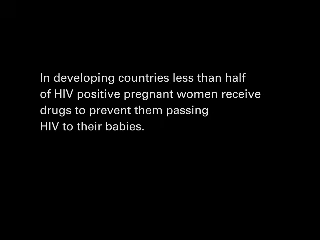 In developing countries less than half
of HIV positive pregnant women receive
drugs to prevent them passing
HIV to their babies.